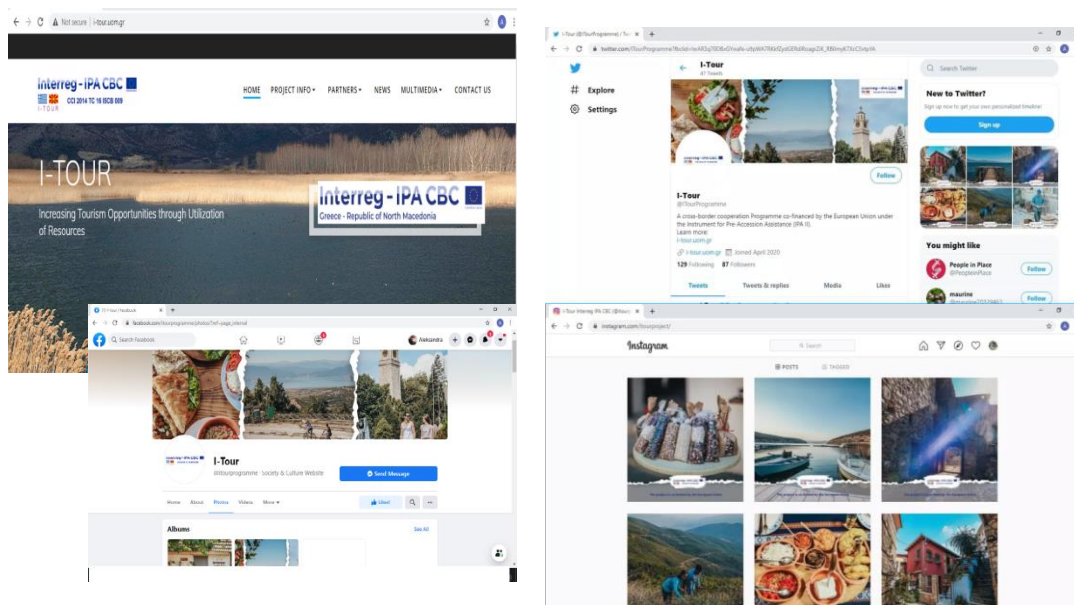 Not secure | i-tour.uom.gr
Interreg - IPA CBC
CCI 2014 TC 16 I5CB 009
I-TOUR
HOME PROJECT INFO PARTNERS NEWS MULTIMEDIA CONTACT US
I-TOUR
Increasing Tourism Opportunities through Utilization
of Resources
Interreg - IPA CBC
Greece - Republic of North Macedonia
Search Facebook
Aleksandra
I-Tour
@itourprogramme · Society & Culture Website
Send Message
Home About Photos Videos More
Liked
Albums
See All
I-Tour
87 Tweets
Explore
Settings
Search Twitter
New to Twitter?
Sign up now to get your own personalized timeline!
Sign up
Follow
I-Tour
@ITourProgramme
A cross-border cooperation Programme co-financed by the European Union under
the Instrument for Pre-Accession Assistance (IPA II).
Learn more:
i-tour.uom.gr
i-tour.uom.gr Joined April 2020
129 Following 87 Followers
Tweets Tweets & replies Media Likes
You might like
People in Place
@PeopleinPlace
Follow
maurine
Follow
instagram.com/itourproject/
Instagram
Search
POSTS TAGGED